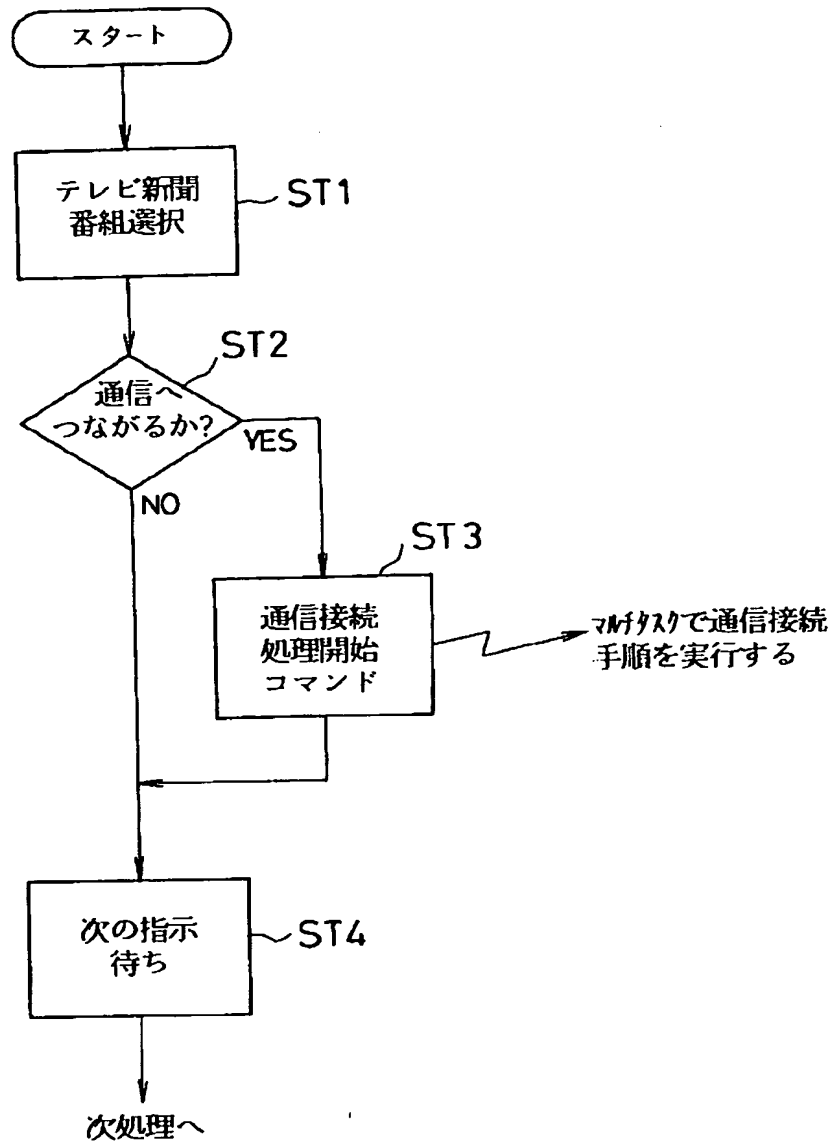 スタート
テレビ新聞
番組選択
ST1
ST2
通信へ
つながるか?
YES
NO
ST3
通信接続
処理開始
コマンド
マルチタスクで通信接続
手順を実行する
次の指示
待ち
ST4
次処理へ